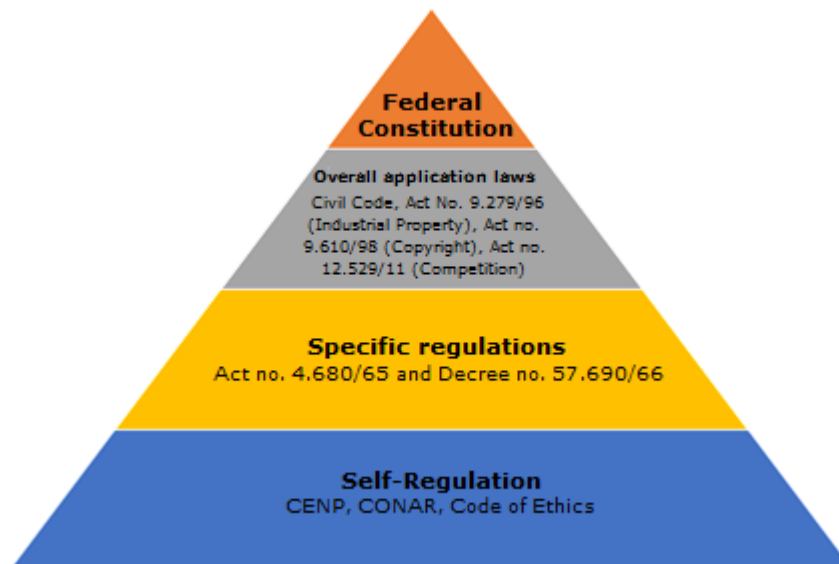 Federal
Constitution
Overall application laws
Civil Code, Act No. 9.279/96
(Industrial Property), Act no.
9.610/98 (Copyright), Act no.
12.529/11 (Competition)
Specific regulations
Act no. 4.680/65 and Decree no. 57.690/66
Self-Regulation
CENP, CONAR, Code of Ethics